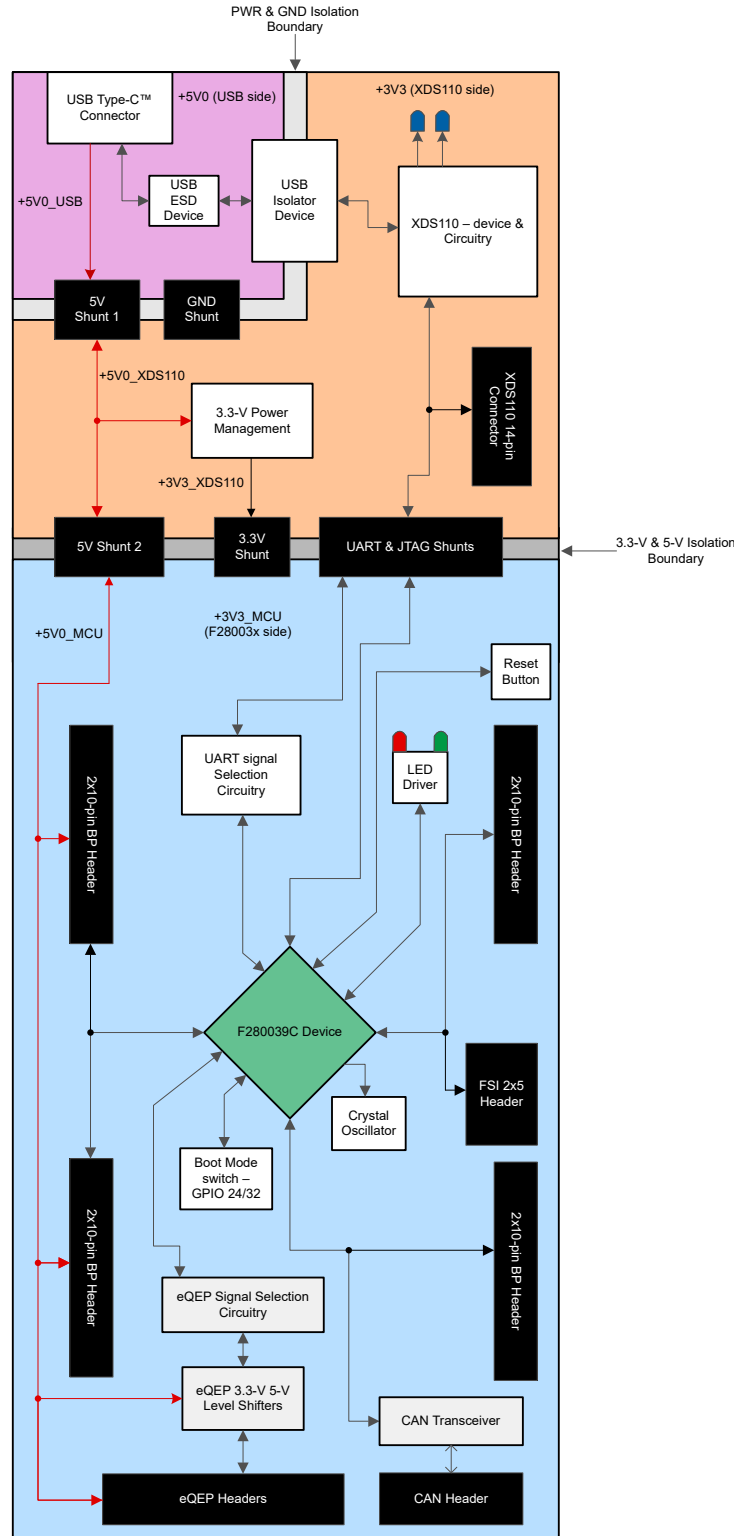 PWR & GND Isolation
Boundary
USB Type-C™
Connector
+5V0 (USB side)
+3V3 (XDS110 side)
+5V0_USB
USB
ESD
Device
USB
Isolator
Device
XDS110 – device &
Circuitry
5V
Shunt 1
GND
Shunt
+5V0_XDS110
3.3-V Power
Management
XDS110 14-pin
Connector
+3V3_XDS110
5V Shunt 2
3.3V
Shunt
UART & JTAG Shunts
3.3-V & 5-V Isolation
Boundary
+5V0_MCU
+3V3_MCU
(F28003x side)
Reset
Button
2x10-pin BP Header
UART signal
Selection
Circuitry
LED
Driver
2x10-pin BP Header
F280039C Device
FSI 2x5
Header
Crystal
Oscillator
Boot Mode
switch –
GPIO 24/32
2x10-pin BP Header
2x10-pin BP Header
eQEP Signal Selection
Circuitry
eQEP 3.3-V 5-V
Level Shifters
CAN Transceiver
eQEP Headers
CAN Header